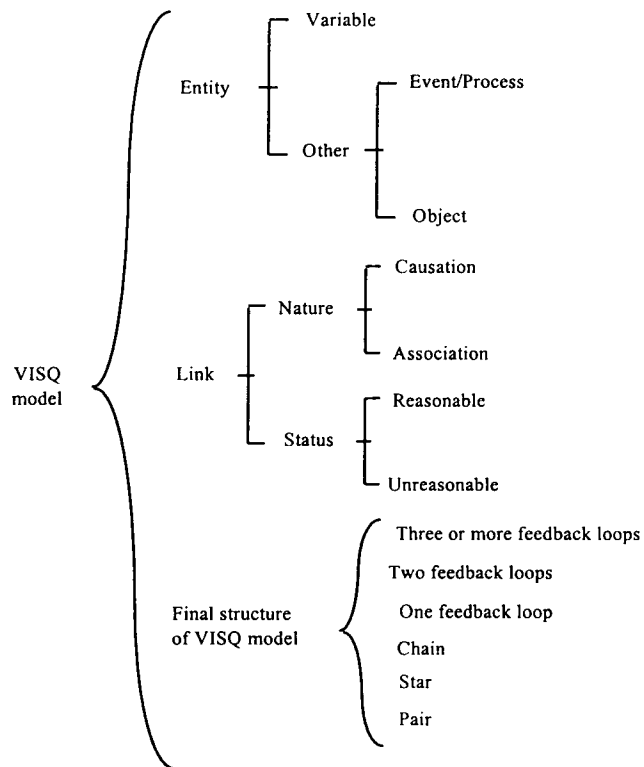 VISQ
model
Entity
Variable
Other
Event/Process
Object
Link
Nature
Causation
Association
Status
Reasonable
Unreasonable
Final structure
of VISQ model
Three or more feedback loops
Two feedback loops
One feedback loop
Chain
Star
Pair